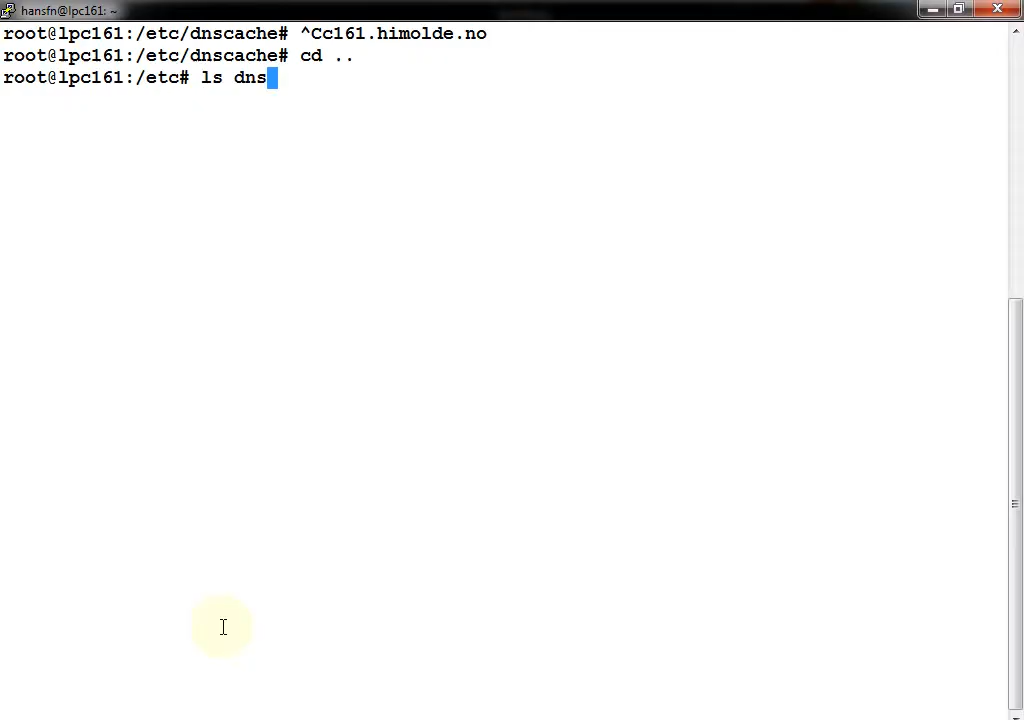 hansfn@lpc161: ~
root@lpc161:/etc/dnscache# ^Cc161.himolde.no
root@lpc161:/etc/dnscache# cd ..
root@lpc161:/etc# ls dns